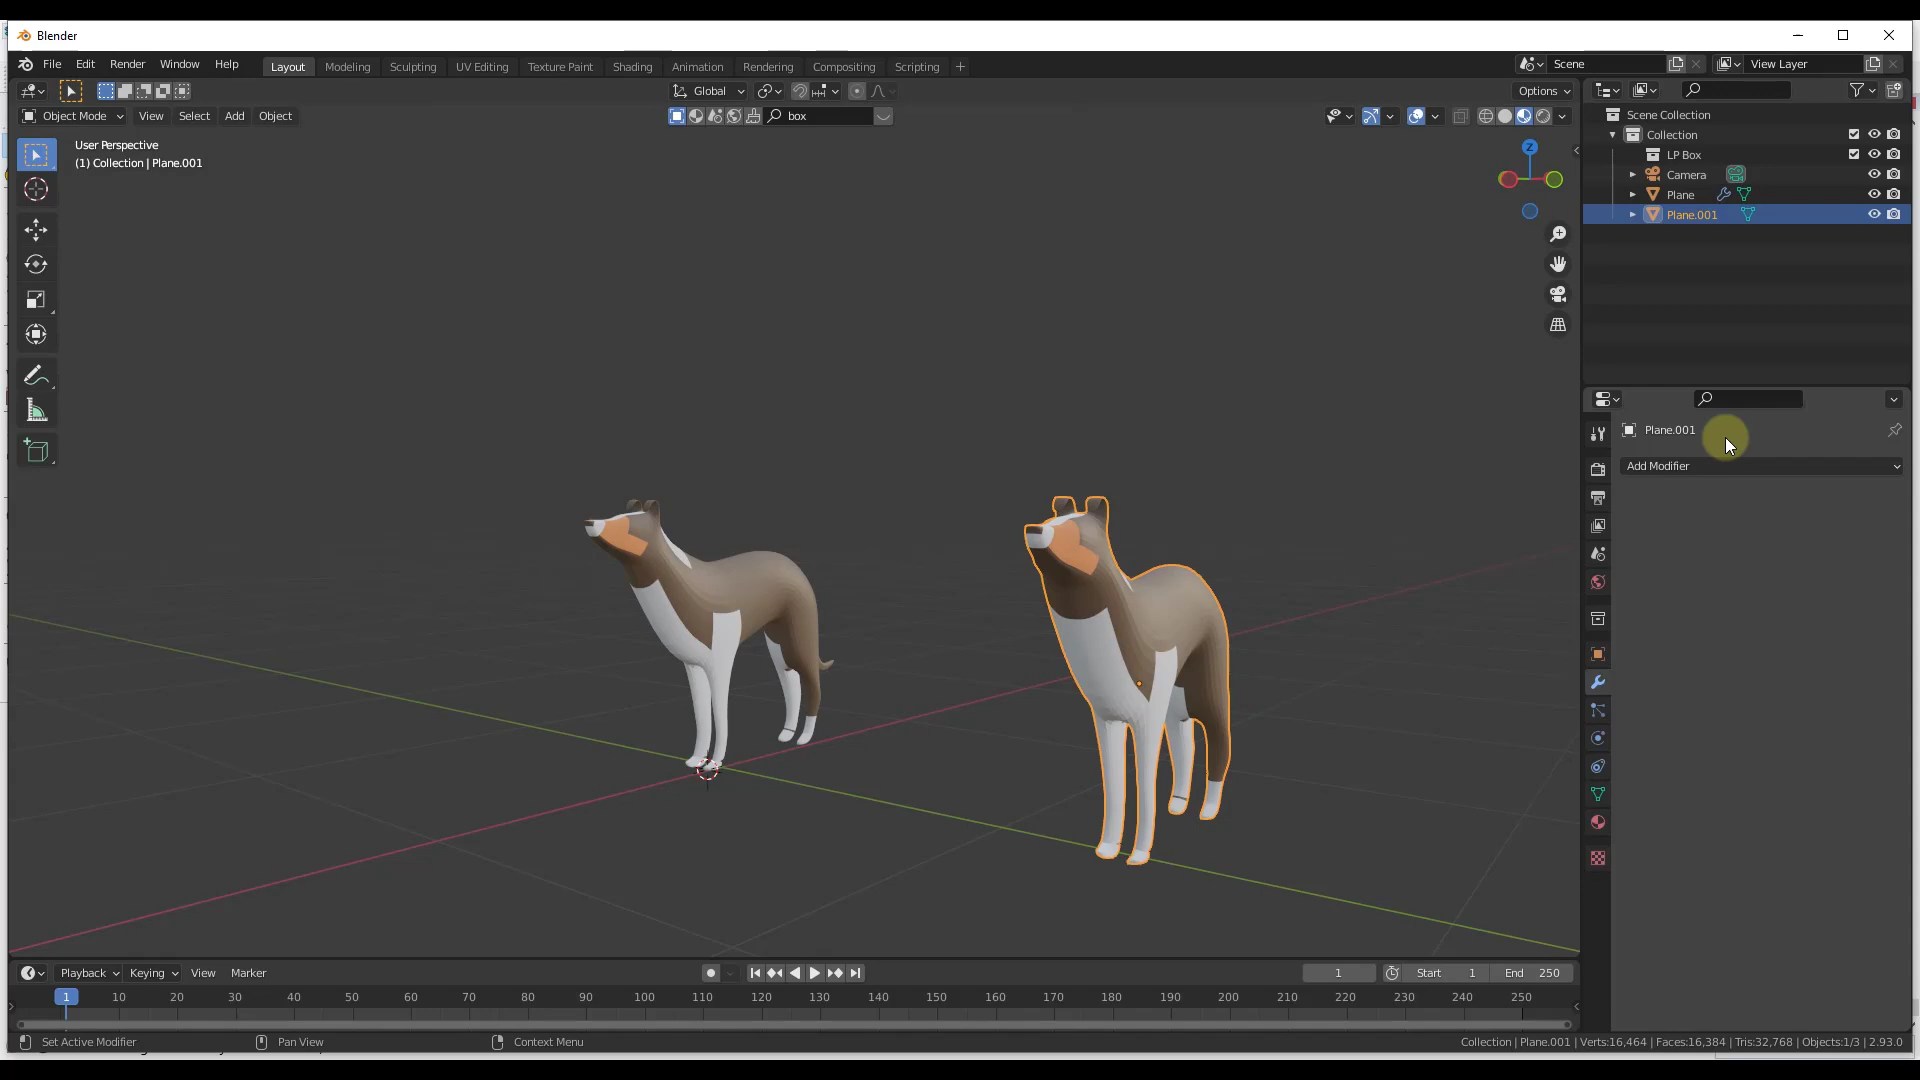 Blender
File Edit Render Window Help Layout Modeling Sculpting UV Editing Texture Paint Shading Animation Rendering Compositing Scripting + Scene View Layer
Global Options
Object Mode View Select Add Object box
User Perspective
(1) Collection | Plane.001
Z
Scene Collection
Collection
LP Box
Camera
Plane
Plane.001
Plane.001
Add Modifier
Playback Keying View Marker 1 Start 1 End 250
1 10 20 30 40 50 60 70 80 90 100 110 120 130 140 150 160 170 180 190 200 210 220 230 240 250
Set Active Modifier Pan View Context Menu Collection | Plane.001 | Verts:16,464 | Faces:16,384 | Tris:32,768 | Objects:1/3 | 2.93.0